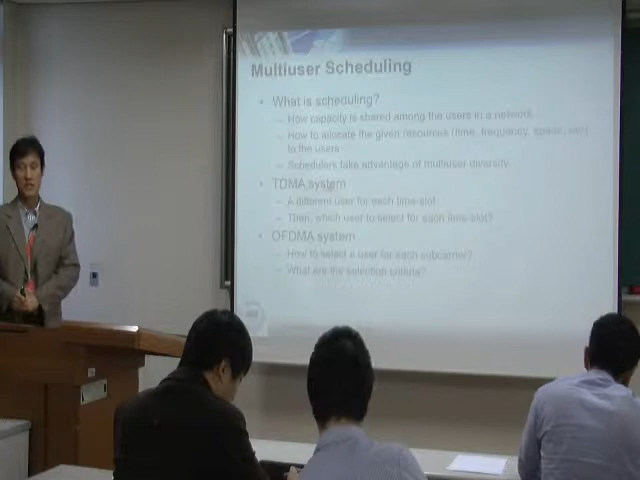 Multiuser Scheduling
• What is scheduling?
– How capacity is shared among the users in a network
– How to allocate the given resources (time, frequency, space, etc)
to the users
– Schedulers take advantage of multiuser diversity
• TDMA system
– A different user for each time-slot
– Then, which user to select for each time-slot?
• OFDMA system
– How to select a user for each subcarrier?
– What are the selection criteria?